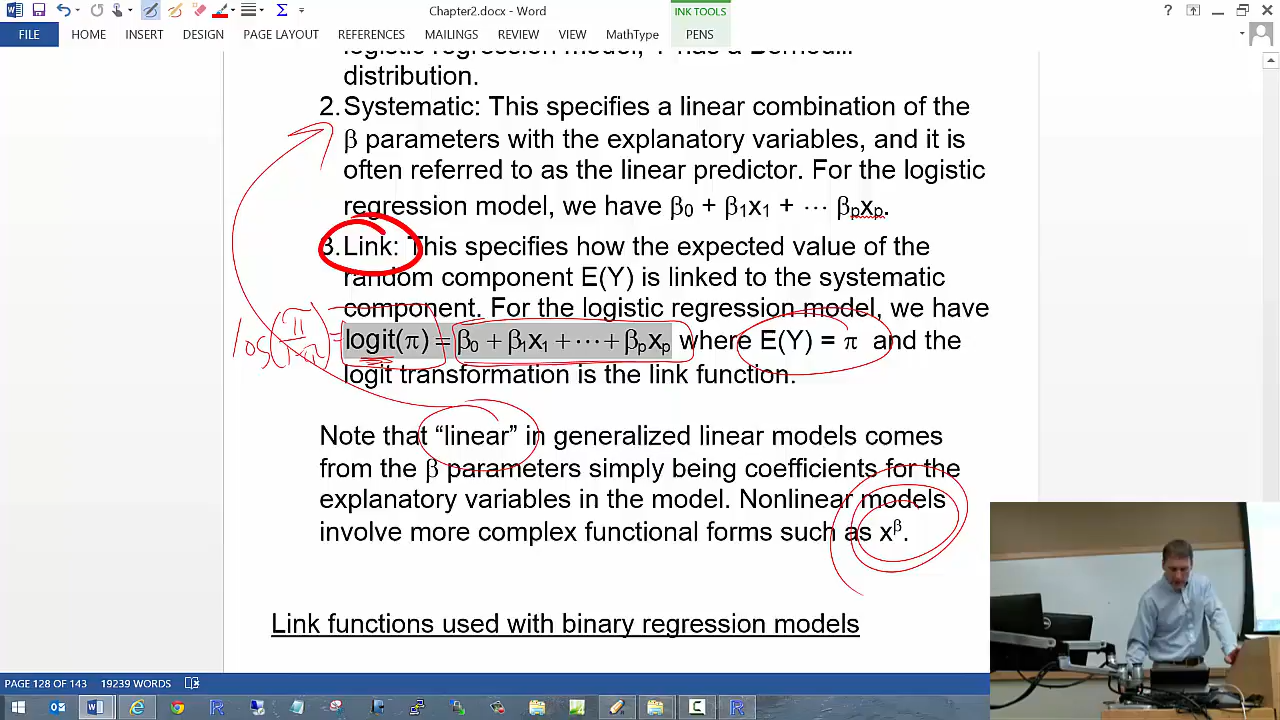 Chapter2.docx - Word
INK TOOLS
FILE HOME INSERT DESIGN PAGE LAYOUT REFERENCES MAILINGS REVIEW VIEW MathType PENS
logistic regression model, Y has a Bernoulli
distribution.
2. Systematic: This specifies a linear combination of the
β parameters with the explanatory variables, and it is
often referred to as the linear predictor. For the logistic
regression model, we have β0 + β1x1 + ⋯ βpxp.
3. Link: This specifies how the expected value of the
random component E(Y) is linked to the systematic
component. For the logistic regression model, we have
log(π/1-π) = logit(π) = β0 + β1x1 + ⋯ + βpxp where E(Y) = π and the
logit transformation is the link function.
Note that “linear” in generalized linear models comes
from the β parameters simply being coefficients for the
explanatory variables in the model. Nonlinear models
involve more complex functional forms such as xβ.
Link functions used with binary regression models
PAGE 128 OF 143 19239 WORDS